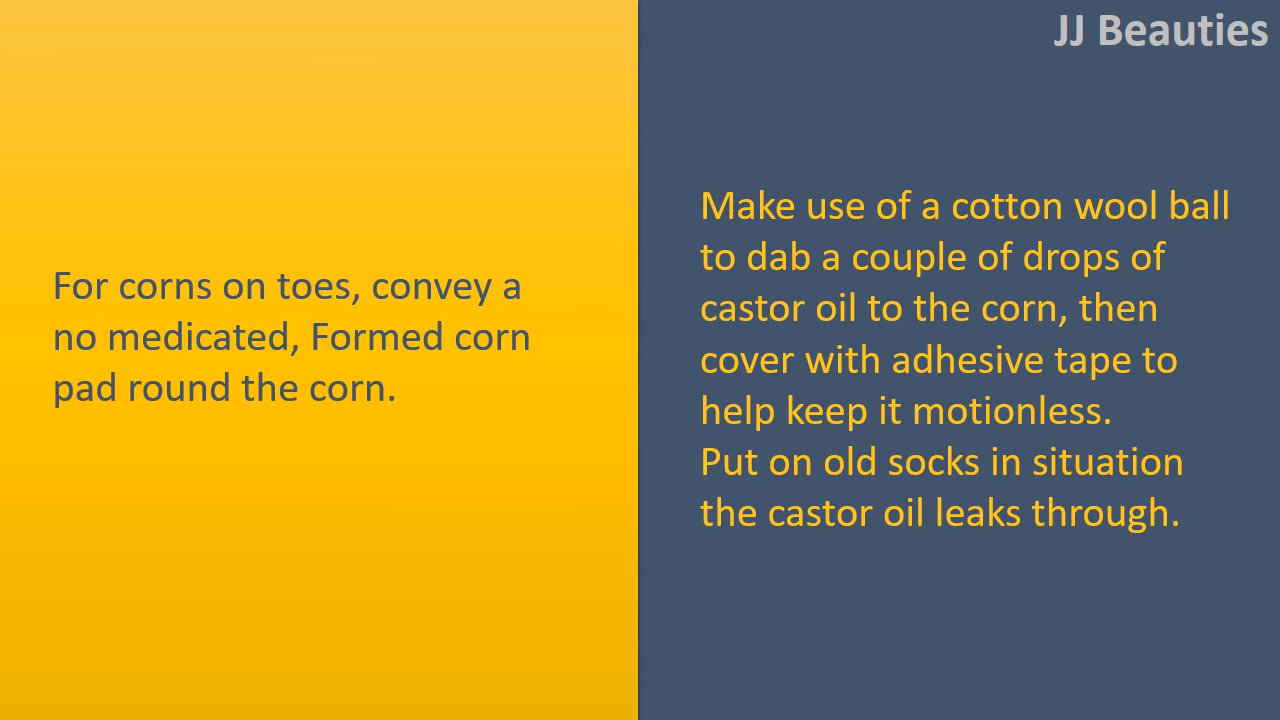 JJ Beauties
For corns on toes, convey a
no medicated, Formed corn
pad round the corn.
Make use of a cotton wool ball
to dab a couple of drops of
castor oil to the corn, then
cover with adhesive tape to
help keep it motionless.
Put on old socks in situation
the castor oil leaks through.